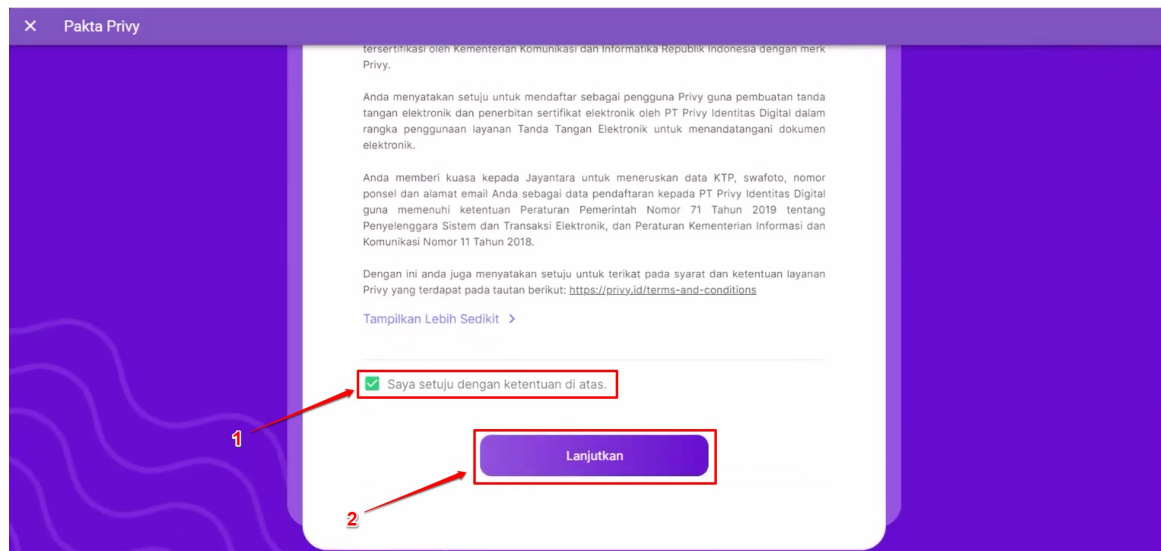 Pakta Privy
tersertifikasi oleh Kementerian Komunikasi dan Informatika Republik Indonesia dengan merk
Privy.
Anda menyatakan setuju untuk mendaftar sebagai pengguna Privy guna pembuatan tanda
tangan elektronik dan penerbitan sertifikat elektronik oleh PT Privy Identitas Digital dalam
rangka penggunaan layanan Tanda Tangan Elektronik untuk menandatangani dokumen
elektronik.
Anda memberi kuasa kepada Jayantara untuk meneruskan data KTP, swafoto, nomor
ponsel dan alamat email Anda sebagai data pendaftaran kepada PT Privy Identitas Digital
guna memenuhi ketentuan Peraturan Pemerintah Nomor 71 Tahun 2019 tentang
Penyelenggara Sistem dan Transaksi Elektronik, dan Peraturan Kementerian Informasi dan
Komunikasi Nomor 11 Tahun 2018.
Dengan ini anda juga menyatakan setuju untuk terikat pada syarat dan ketentuan layanan
Privy yang terdapat pada tautan berikut: https://privy.id/terms-and-conditions
Tampilkan Lebih Sedikit >
Saya setuju dengan ketentuan di atas.
1
Lanjutkan
2